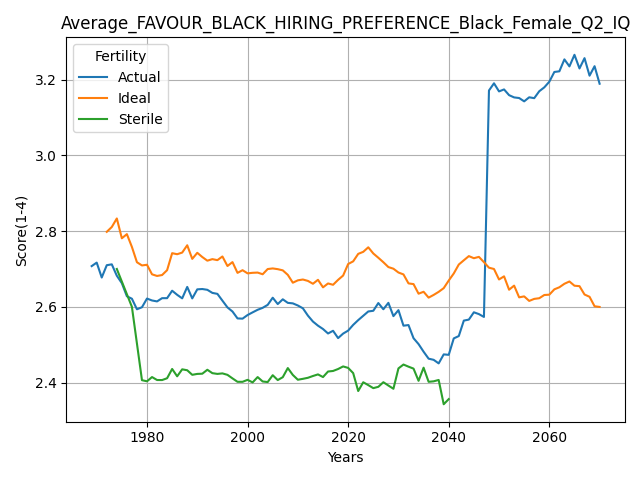 Average_FAVOUR_BLACK_HIRING_PREFERENCE_Black_Female_Q2_IQ
Fertility
Actual
Ideal
Sterile
Score(1-4)
3.2
3.0
2.8
2.6
2.4
1980
2000
2020
2040
2060
Years